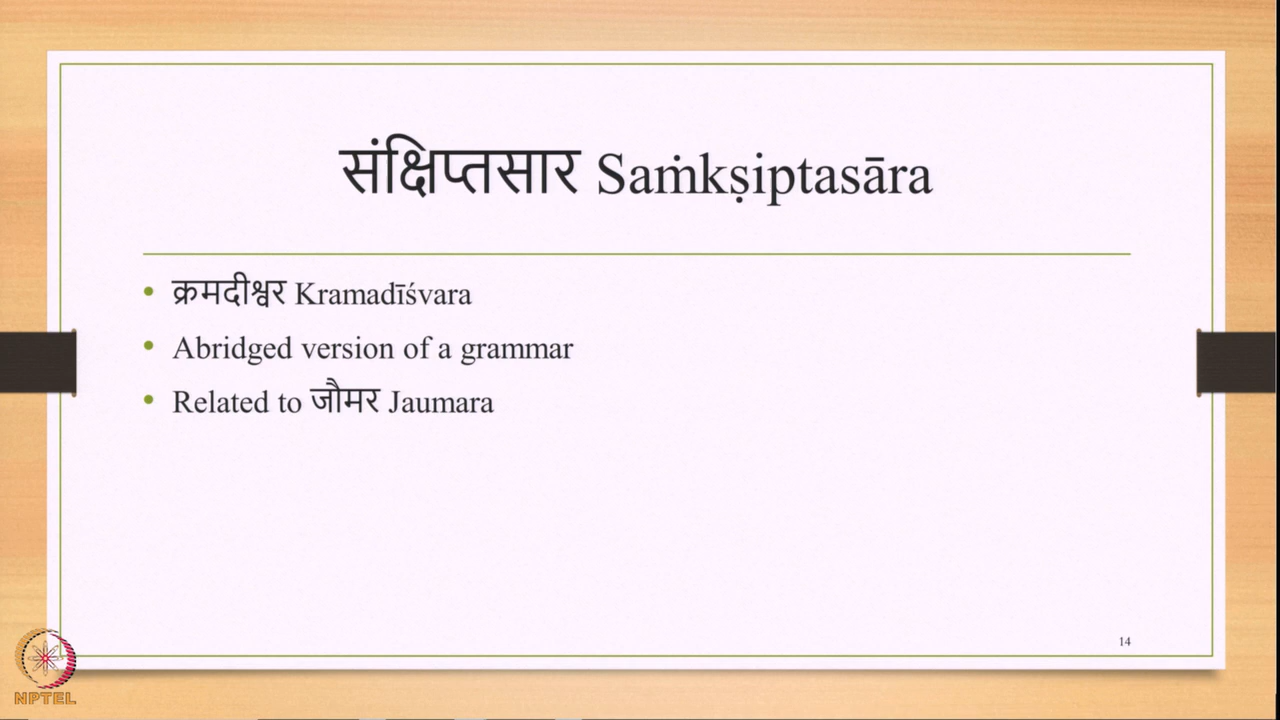 संक्षिप्तसार Saṁkṣiptasāra
• क्रमदीश्वर Kramadīśvara
• Abridged version of a grammar
• Related to जौमर Jaumara
14
NPTEL